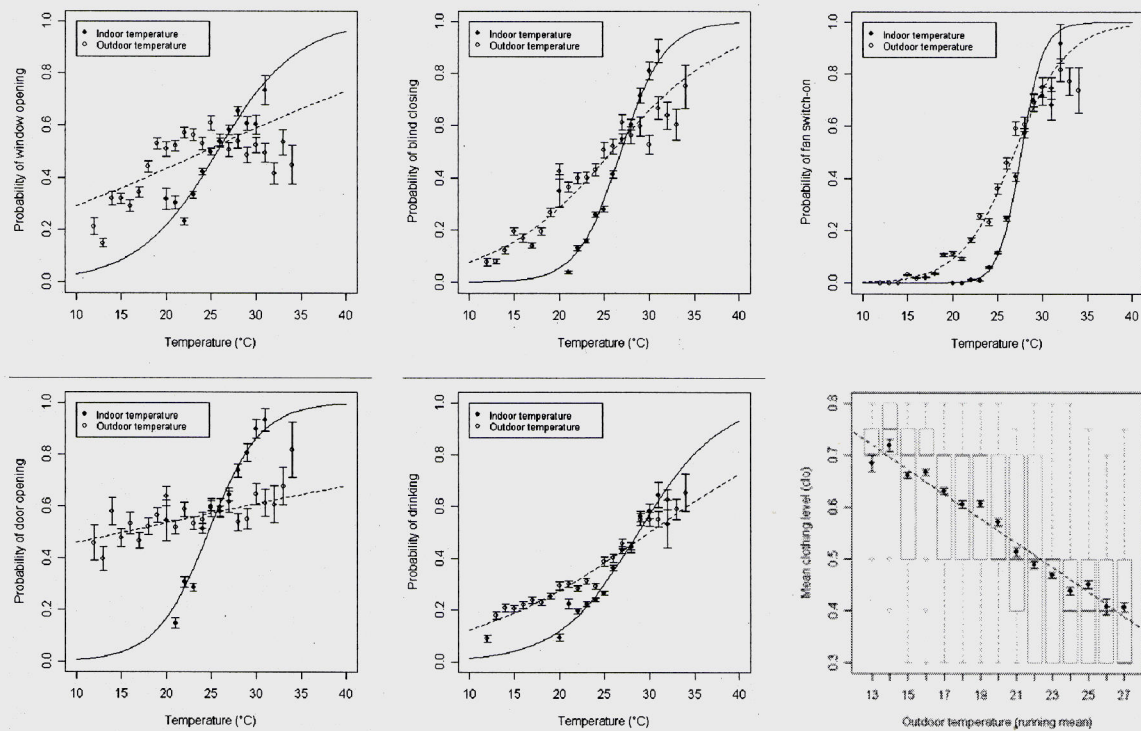 Indoor temperature
Outdoor temperature
Probability of window opening
0.0 0.2 0.4 0.6 0.8 1.0
10 15 20 25 30 35 40
Temperature (°C)
Indoor temperature
Outdoor temperature
Probability of blind closing
0.0 0.2 0.4 0.6 0.8 1.0
10 15 20 25 30 35 40
Temperature (°C)
Indoor temperature
Outdoor temperature
Probability of fan switch-on
0.0 0.2 0.4 0.6 0.8 1.0
10 15 20 25 30 35 40
Temperature (°C)
Indoor temperature
Outdoor temperature
Probability of door opening
0.0 0.2 0.4 0.6 0.8 1.0
10 15 20 25 30 35 40
Temperature (°C)
Indoor temperature
Outdoor temperature
Probability of drinking
0.0 0.2 0.4 0.6 0.8 1.0
10 15 20 25 30 35 40
Temperature (°C)
Mean clothing level (clo)
0.3 0.4 0.5 0.6 0.7 0.8
13 15 17 19 21 23 25 27
Outdoor temperature (running mean)